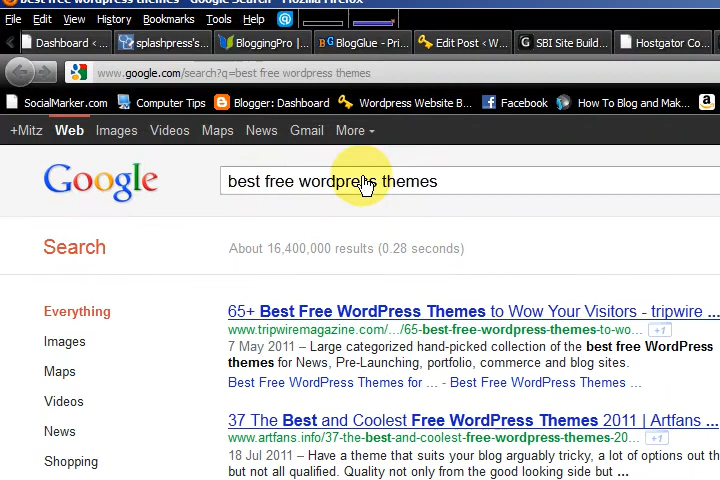 best free wordpress themes - Google Search - Mozilla Firefox
File Edit View History Bookmarks Tools Help
Dashboard < ... splashpress's... BloggingPro |... BlogGlue - Pri... Edit Post < W... SBI Site Build... Hostgator Co...
www.google.com/search?q=best free wordpress themes
SocialMarker.com Computer Tips Blogger: Dashboard Wordpress Website B... Facebook How To Blog and Mak...
+Mitz Web Images Videos Maps News Gmail More
Google best free wordpress themes
Search About 16,400,000 results (0.28 seconds)
Everything
Images
Maps
Videos
News
Shopping
65+ Best Free WordPress Themes to Wow Your Visitors - tripwire ...
www.tripwiremagazine.com/.../65-best-free-wordpress-themes-to-wo... +1
7 May 2011 – Large categorized hand-picked collection of the best free WordPress
themes for News, Pre-Launching, portfolio, commerce and blog sites.
Best Free WordPress Themes for ... - Best Free WordPress Themes ...
37 The Best and Coolest Free WordPress Themes 2011 | Artfans ...
www.artfans.info/37-the-best-and-coolest-free-wordpress-themes-20... +1
18 Jul 2011 – Have a theme that suits your blog arguably tricky, a lot of options out th
but not all qualified. Quality not only from the good looking side but ...